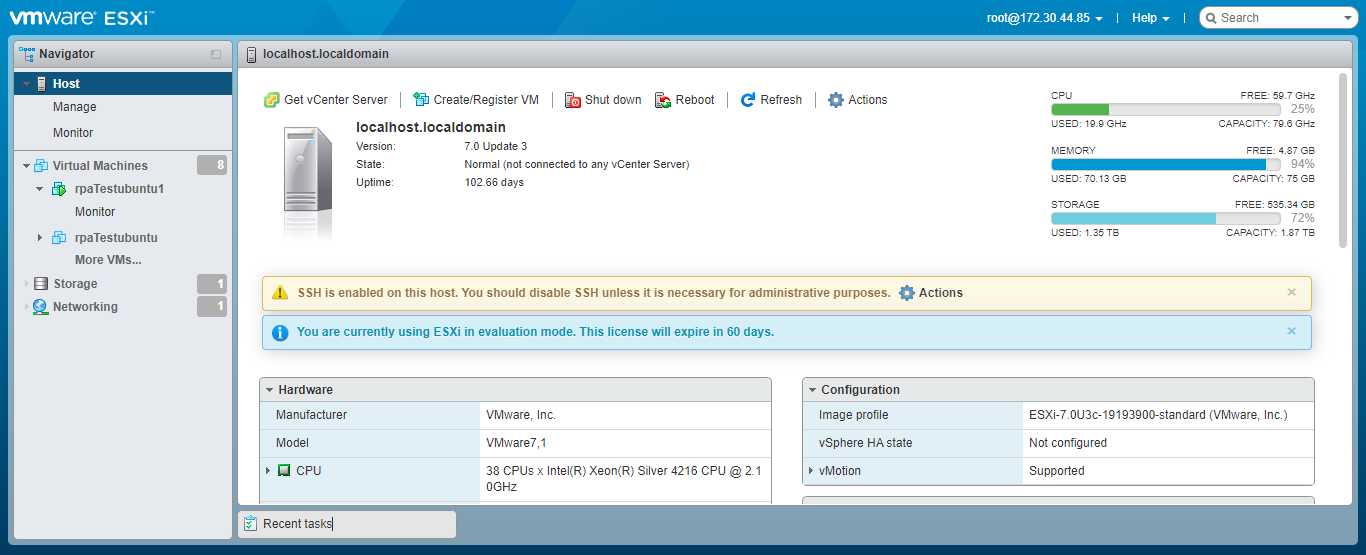 vmware® ESXi™
root@172.30.44.85 | Help | Search
Navigator
Host
Manage
Monitor
Virtual Machines 8
rpaTestubuntu1
Monitor
rpaTestubuntu
More VMs...
Storage 1
Networking 1
localhost.localdomain
Get vCenter Server | Create/Register VM | Shut down Reboot | Refresh | Actions
localhost.localdomain
Version: 7.0 Update 3
State: Normal (not connected to any vCenter Server)
Uptime: 102.66 days
CPU FREE: 59.7 GHz
25%
USED: 19.9 GHz CAPACITY: 79.6 GHz
MEMORY FREE: 4.87 GB
94%
USED: 70.13 GB CAPACITY: 75 GB
STORAGE FREE: 535.34 GB
72%
USED: 1.35 TB CAPACITY: 1.87 TB
SSH is enabled on this host. You should disable SSH unless it is necessary for administrative purposes. Actions
You are currently using ESXi in evaluation mode. This license will expire in 60 days.
Hardware
Manufacturer VMware, Inc.
Model VMware7,1
CPU 38 CPUs x Intel(R) Xeon(R) Silver 4216 CPU @ 2.1
0GHz
Configuration
Image profile ESXi-7.0U3c-19193900-standard (VMware, Inc.)
vSphere HA state Not configured
vMotion Supported
Recent tasks